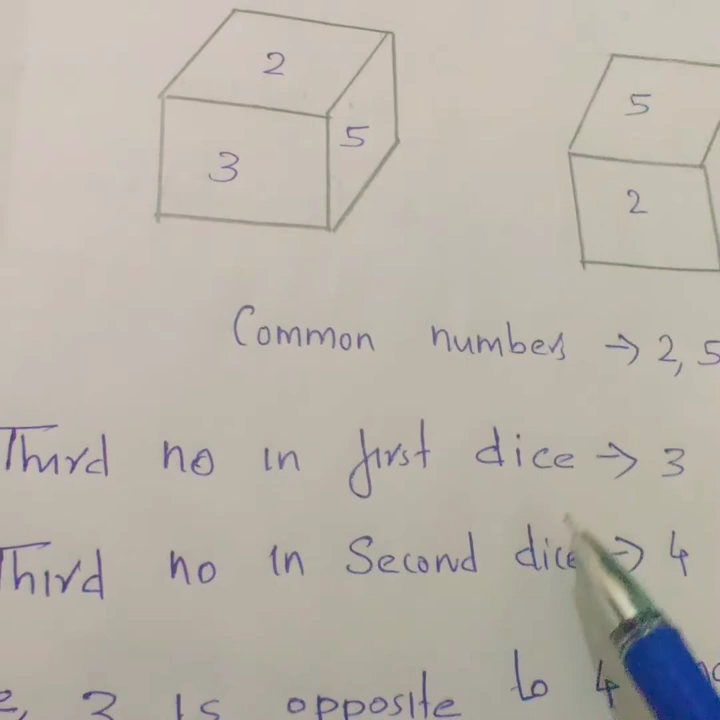 2
5
3
5
2
Common numbers → 2, 5
Third no in first dice → 3
Third no in Second dice → 4
3 is opposite to 4